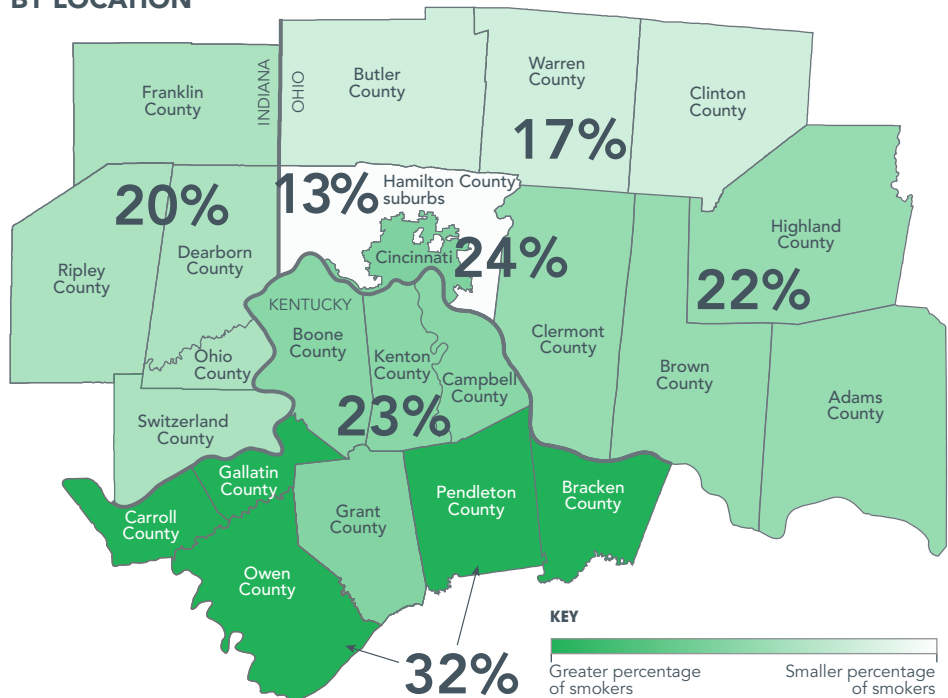 BY LOCATION
Franklin
County
INDIANA
OHIO
Butler
County
Warren
County
17%
Clinton
County
20%
13%
Hamilton County
suburbs
Cincinnati
24%
Highland
County
22%
Ripley
County
Dearborn
County
Ohio
County
Switzerland
County
KENTUCKY
Boone
County
Kenton
County
Campbell
County
23%
Clermont
County
Brown
County
Adams
County
Gallatin
County
Carroll
County
Owen
County
Grant
County
Pendleton
County
Bracken
County
32%
KEY
Greater percentage
of smokers
Smaller percentage
of smokers